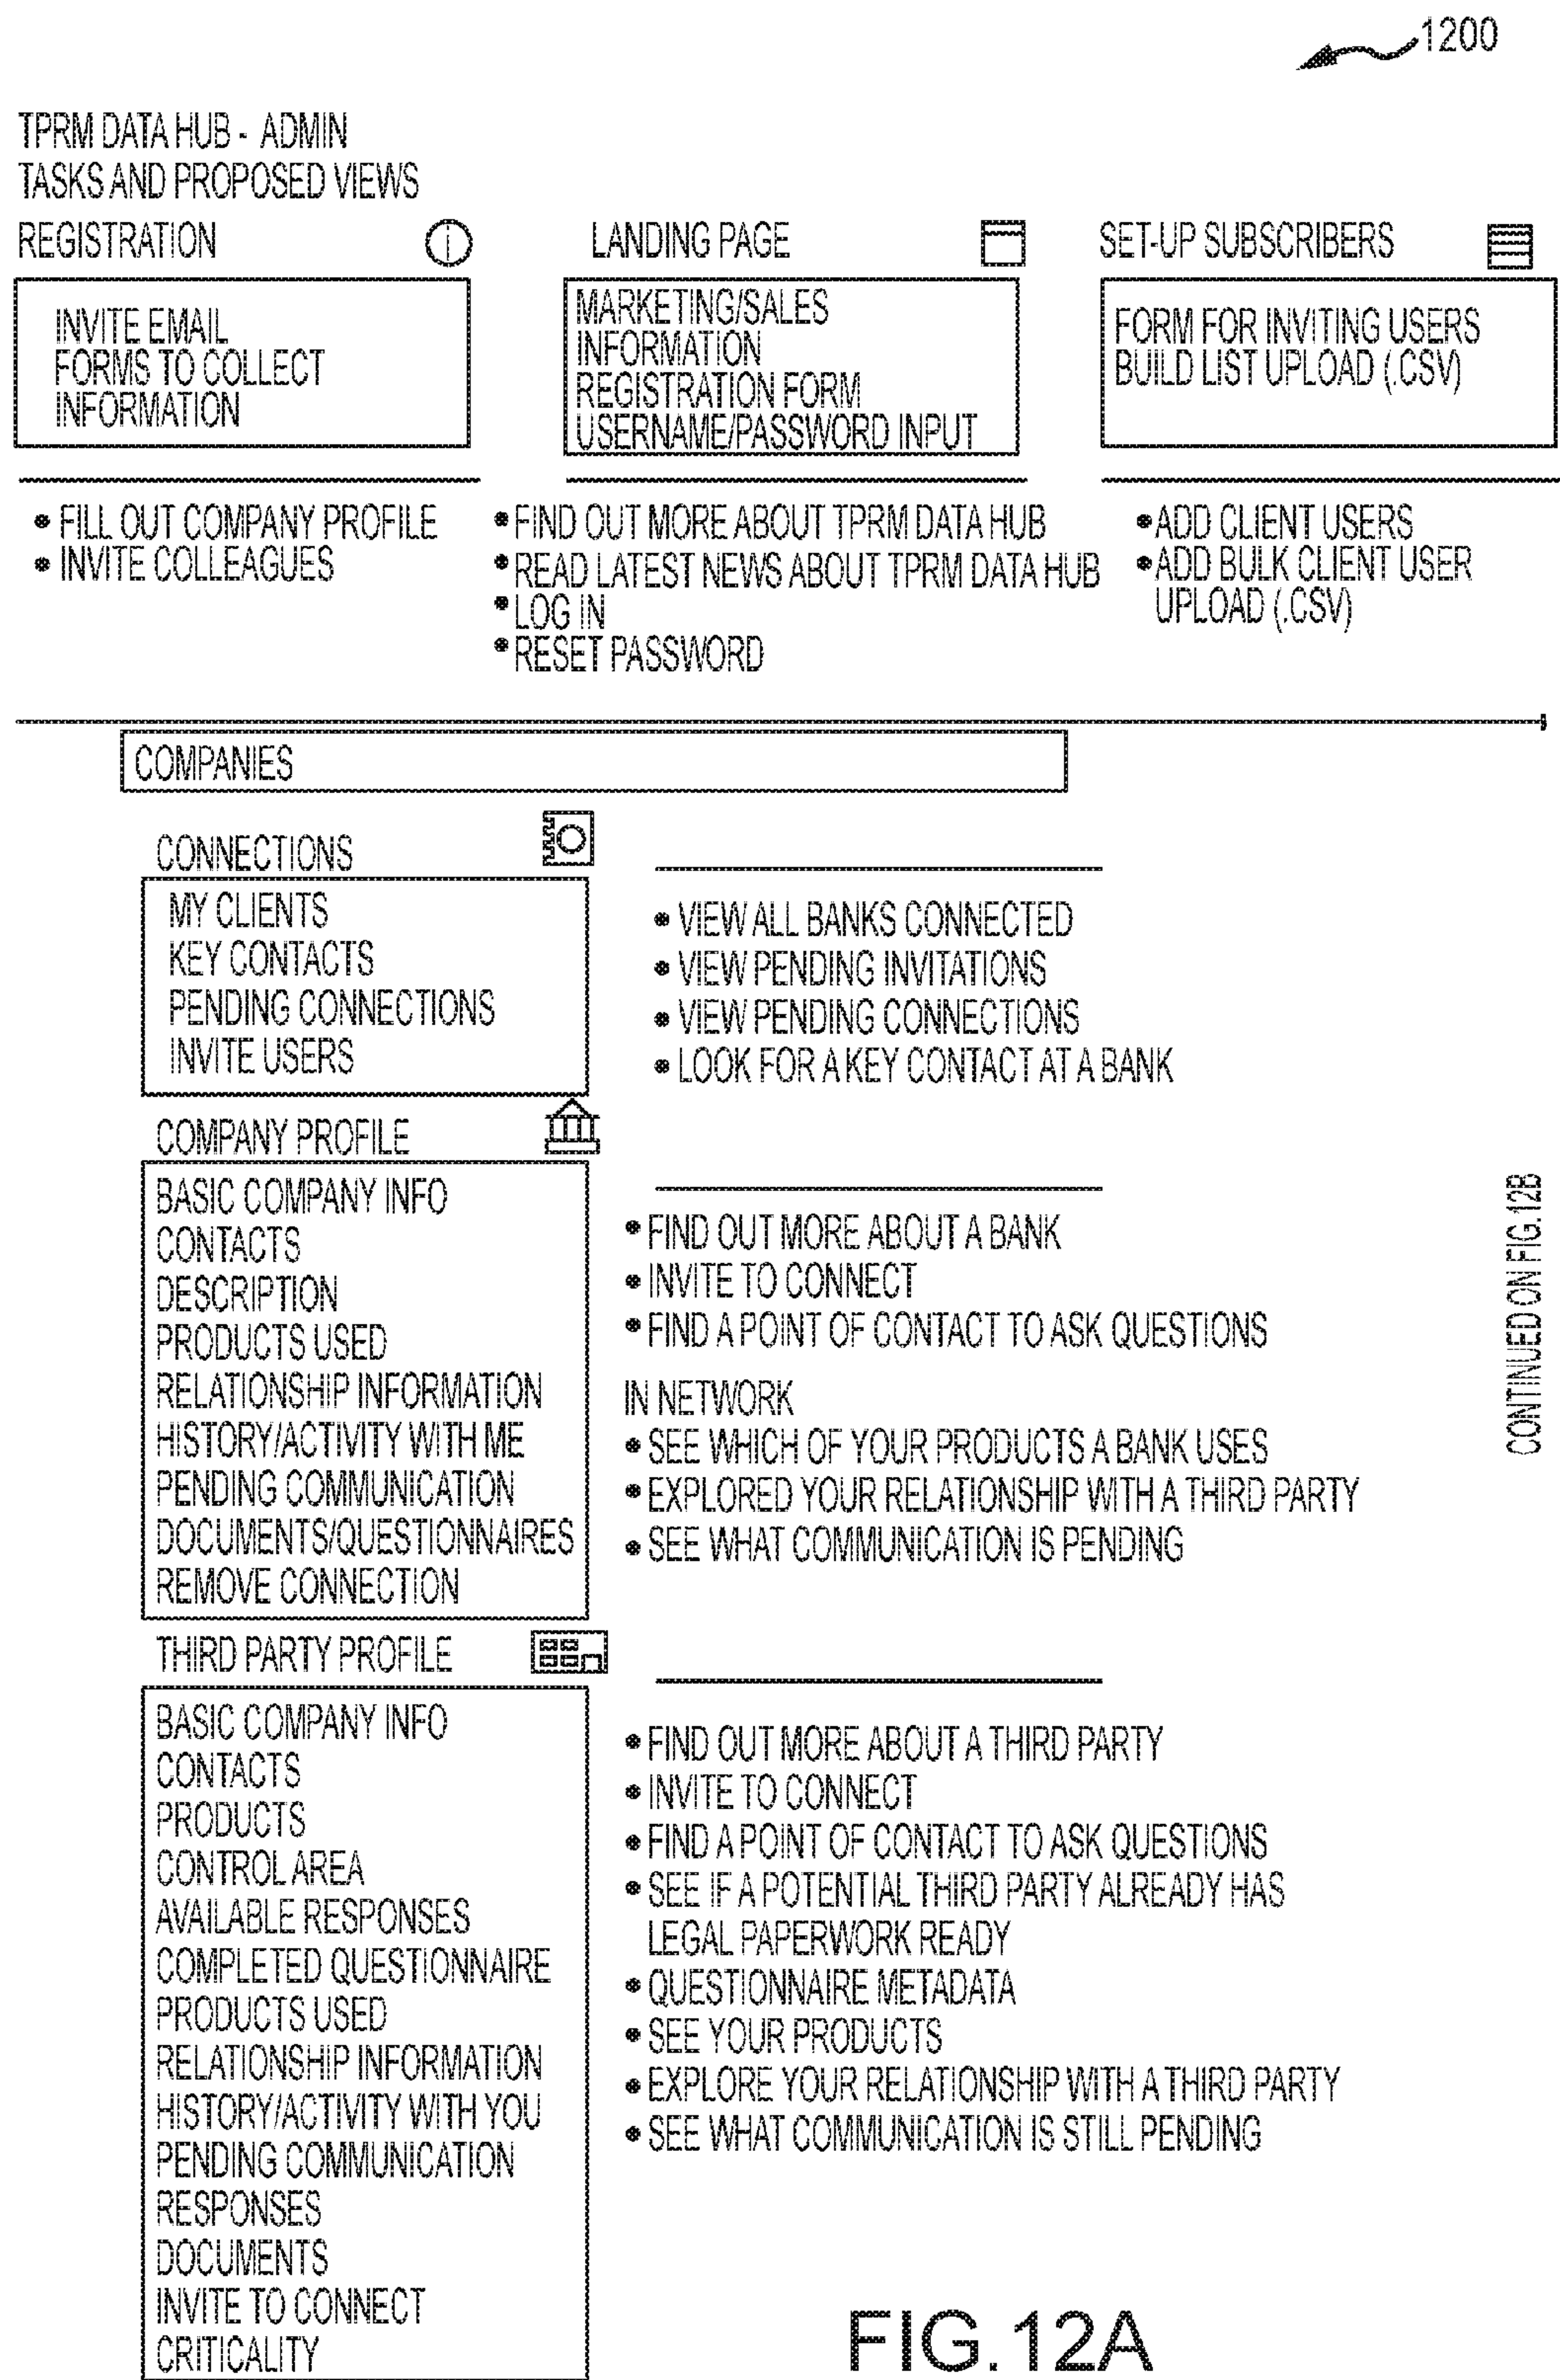 1200
TPRM DATA HUB - ADMIN
TASKS AND PROPOSED VIEWS
REGISTRATION
INVITE EMAIL
FORMS TO COLLECT
INFORMATION
• FILL OUT COMPANY PROFILE
• INVITE COLLEAGUES
LANDING PAGE
MARKETING/SALES
INFORMATION
REGISTRATION FORM
USERNAME/PASSWORD INPUT
• FIND OUT MORE ABOUT TPRM DATA HUB
• READ LATEST NEWS ABOUT TPRM DATA HUB
• LOG IN
• RESET PASSWORD
SET-UP SUBSCRIBERS
FORM FOR INVITING USERS
BUILD LIST UPLOAD (.CSV)
• ADD CLIENT USERS
• ADD BULK CLIENT USER
UPLOAD (.CSV)
COMPANIES
CONNECTIONS
MY CLIENTS
KEY CONTACTS
PENDING CONNECTIONS
INVITE USERS
• VIEW ALL BANKS CONNECTED
• VIEW PENDING INVITATIONS
• VIEW PENDING CONNECTIONS
• LOOK FOR A KEY CONTACT AT A BANK
COMPANY PROFILE
BASIC COMPANY INFO
CONTACTS
DESCRIPTION
PRODUCTS USED
RELATIONSHIP INFORMATION
HISTORY/ACTIVITY WITH ME
PENDING COMMUNICATION
DOCUMENTS/QUESTIONNAIRES
REMOVE CONNECTION
• FIND OUT MORE ABOUT A BANK
• INVITE TO CONNECT
• FIND A POINT OF CONTACT TO ASK QUESTIONS
IN NETWORK
• SEE WHICH OF YOUR PRODUCTS A BANK USES
• EXPLORED YOUR RELATIONSHIP WITH A THIRD PARTY
• SEE WHAT COMMUNICATION IS PENDING
THIRD PARTY PROFILE
BASIC COMPANY INFO
CONTACTS
PRODUCTS
CONTROL AREA
AVAILABLE RESPONSES
COMPLETED QUESTIONNAIRE
PRODUCTS USED
RELATIONSHIP INFORMATION
HISTORY/ACTIVITY WITH YOU
PENDING COMMUNICATION
RESPONSES
DOCUMENTS
INVITE TO CONNECT
CRITICALITY
• FIND OUT MORE ABOUT A THIRD PARTY
• INVITE TO CONNECT
• FIND A POINT OF CONTACT TO ASK QUESTIONS
• SEE IF A POTENTIAL THIRD PARTY ALREADY HAS
LEGAL PAPERWORK READY
• QUESTIONNAIRE METADATA
• SEE YOUR PRODUCTS
• EXPLORE YOUR RELATIONSHIP WITH A THIRD PARTY
• SEE WHAT COMMUNICATION IS STILL PENDING
CONTINUED ON FIG.12B
FIG.12A